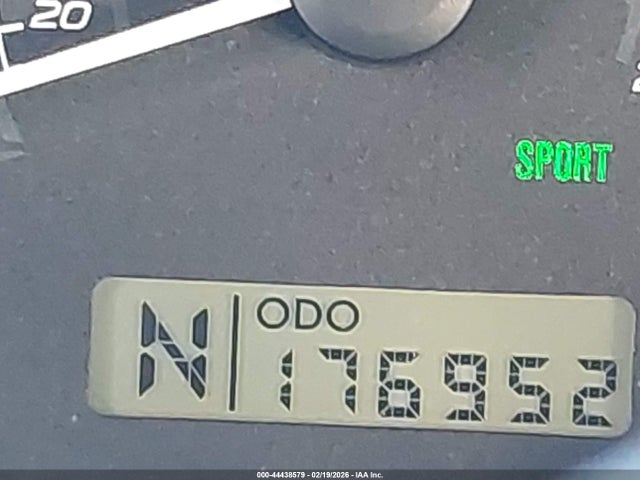 20
SPORT
N ODO
176952
000-44438579 - 02/19/2026 - IAA Inc.